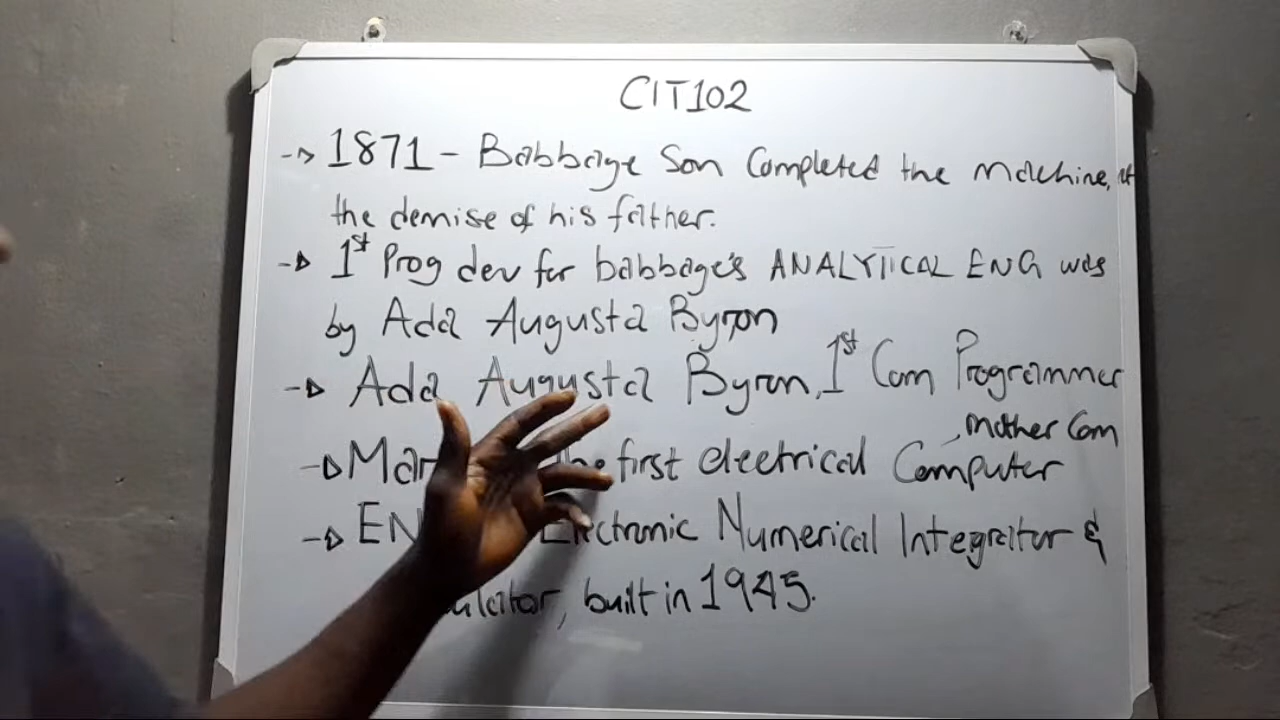 CIT102
1871 - Babbage Son Completed the machine, at
the demise of his father.
1st Prog dev for babbage's ANALYTICAL ENG was
by Ada Augusta Byron
Ada Augusta Byron, 1st Com Programmer
, mother Com
first electrical Computer
Electronic Numerical Integrator &
built in 1945.